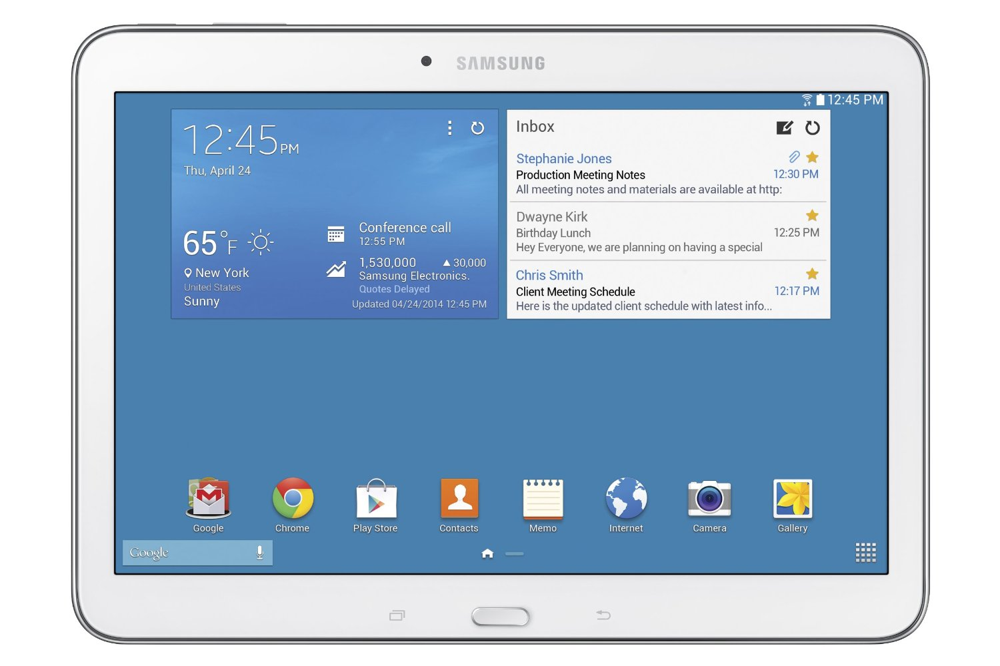 SAMSUNG
12:45 PM
12:45 PM
Thu, April 24
65°F
New York
United States
Sunny
Conference call
12:55 PM
1,530,000 ▲ 30,000
Samsung Electronics.
Quotes Delayed
Updated 04/24/2014 12:45 PM
Inbox
Stephanie Jones
Production Meeting Notes 12:30 PM
All meeting notes and materials are available at http:
Dwayne Kirk
Birthday Lunch 12:25 PM
Hey Everyone, we are planning on having a special
Chris Smith
Client Meeting Schedule 12:17 PM
Here is the updated client schedule with latest info...
Google Chrome Play Store Contacts Memo Internet Camera Gallery
Google